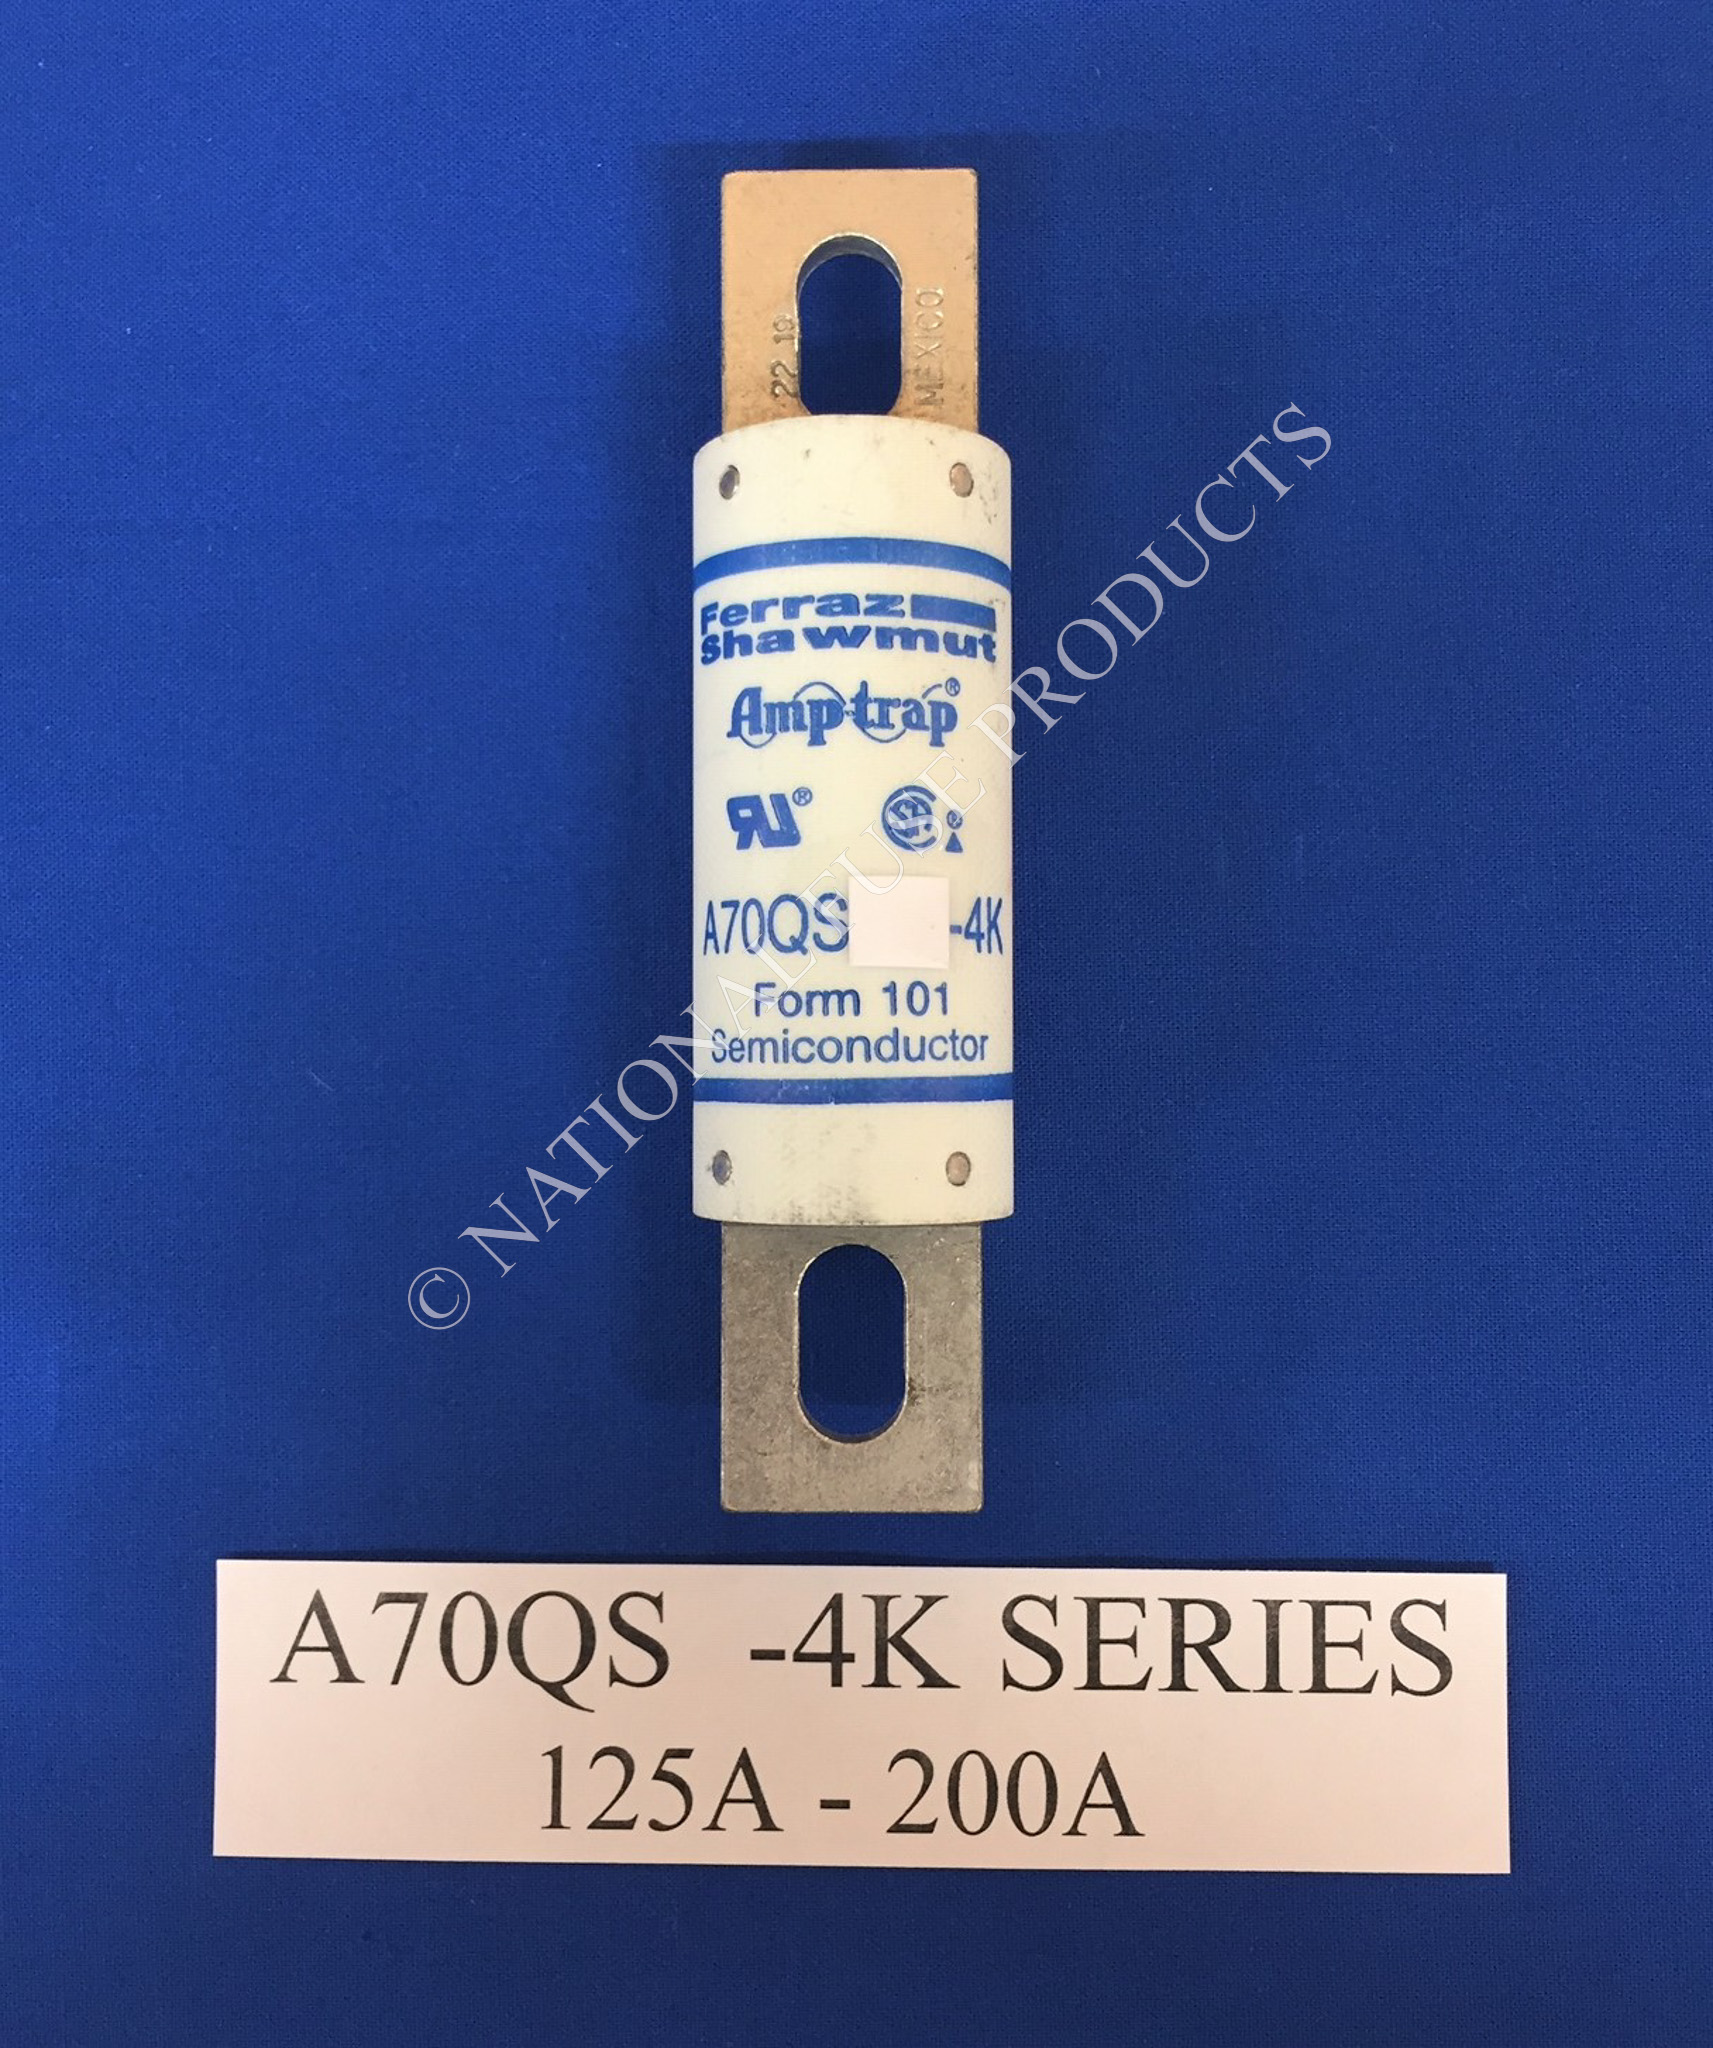 22 19
MEXICO
Ferraz
Shawmut
Amp-trap®
RU®
A70QS -4K
Form 101
Semiconductor
© NATIONAL FUSE PRODUCTS
A70QS -4K SERIES
125A - 200A